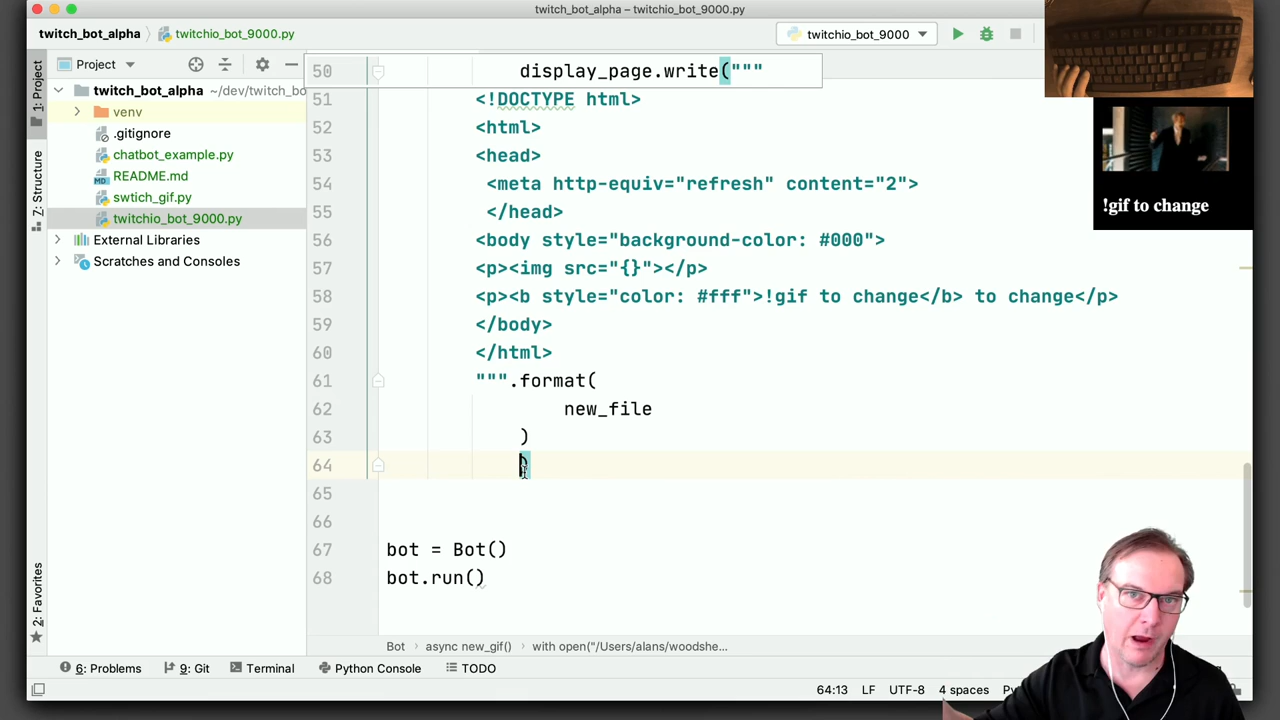 twitch_bot_alpha – twitchio_bot_9000.py
twitch_bot_alpha
twitchio_bot_9000.py
twitchio_bot_9000
1: Project
Z: Structure
2: Favorites
Project
twitch_bot_alpha ~/dev/twitch_bo
venv
.gitignore
chatbot_example.py
README.md
swtich_gif.py
twitchio_bot_9000.py
External Libraries
Scratches and Consoles
50 display_page.write("""
51 <!DOCTYPE html>
52 <html>
53 <head>
54 <meta http-equiv="refresh" content="2">
55 </head>
56 <body style="background-color: #000">
57 <p><img src="{}"></p>
58 <p><b style="color: #fff">!gif to change</b> to change</p>
59 </body>
60 </html>
61 """.format(
62 new_file
63 )
64 )
65
66
67 bot = Bot()
68 bot.run()
!gif to change
Bot async new_gif() with open("/Users/alans/woodshe...
6: Problems 9: Git Terminal Python Console TODO
64:13 LF UTF-8 4 spaces